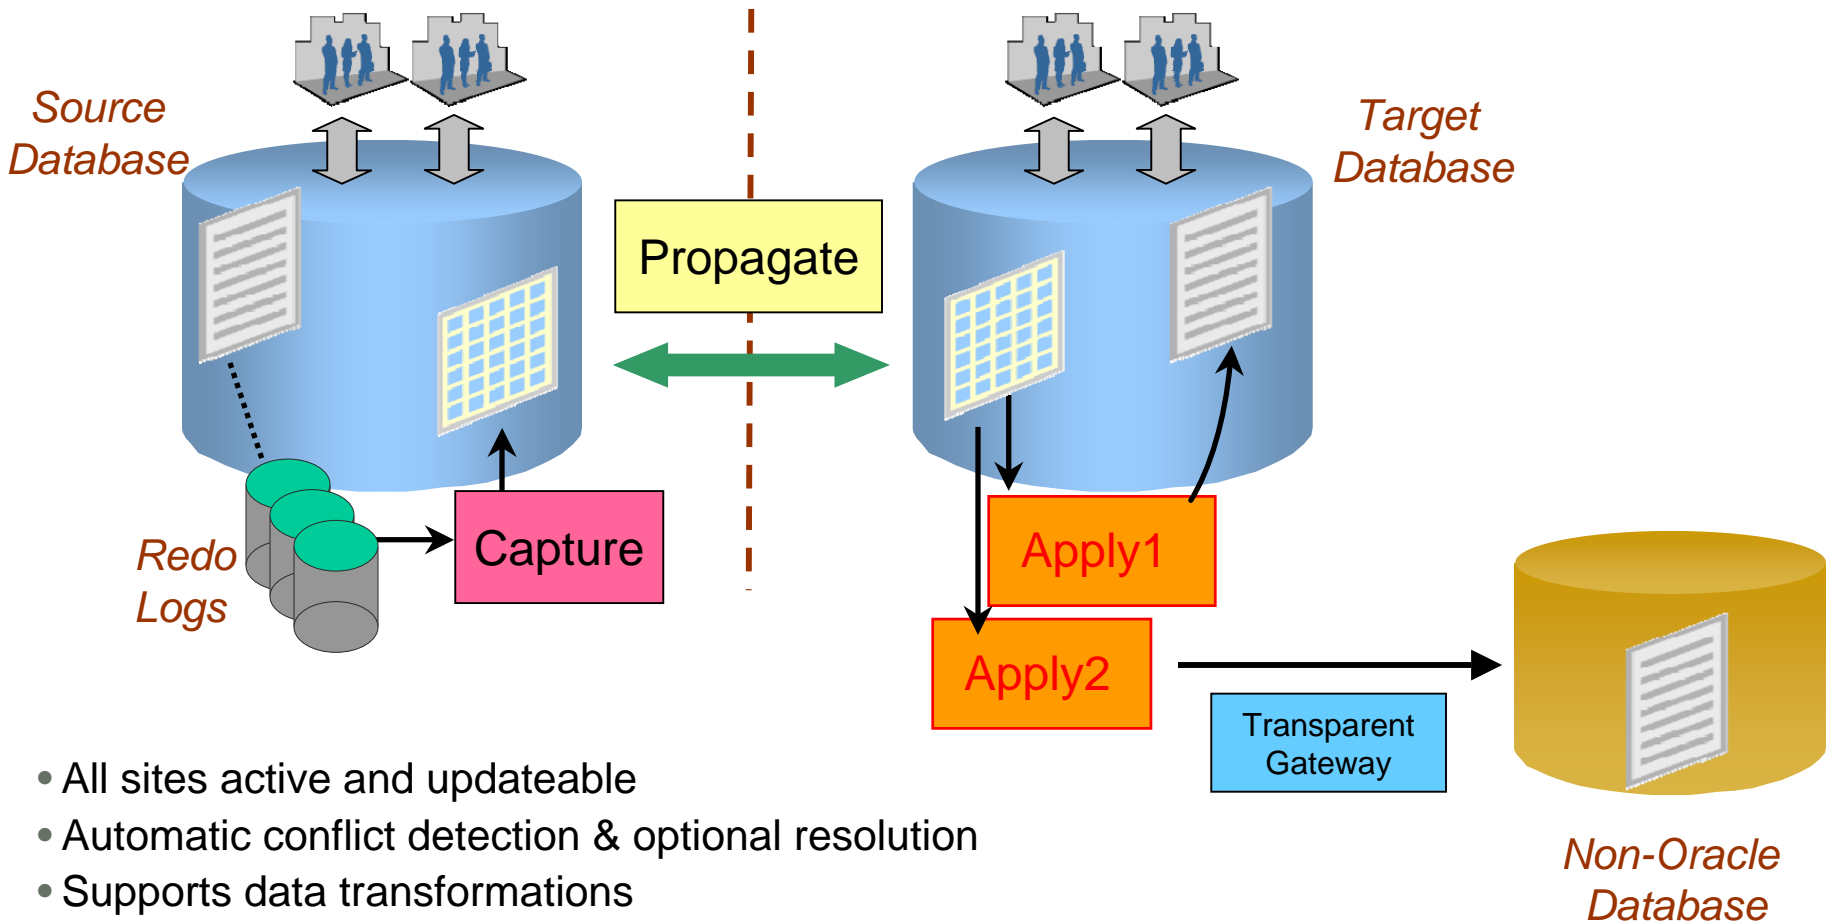 Source
Database
Target
Database
Propagate
Redo
Logs
Capture
Apply1
Apply2
Transparent
Gateway
Non-Oracle
Database
• All sites active and updateable
• Automatic conflict detection & optional resolution
• Supports data transformations